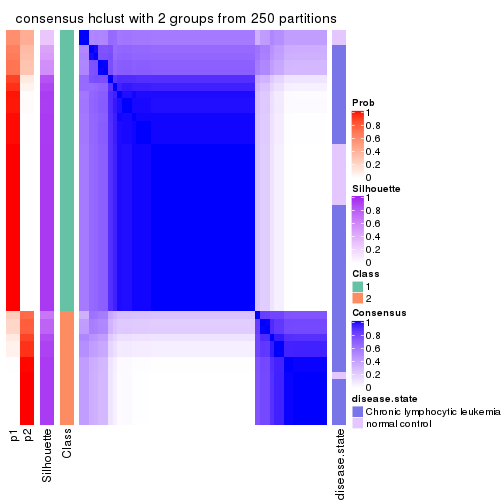 consensus hclust with 2 groups from 250 partitions
Prob
1
0.8
0.6
0.4
0.2
0
Silhouette
1
0.8
0.6
0.4
0.2
0
Class
1
2
Consensus
1
0.8
0.6
0.4
0.2
0
disease.state
Chronic lymphocytic leukemia
normal control
p1
p2
Silhouette
Class
disease.state